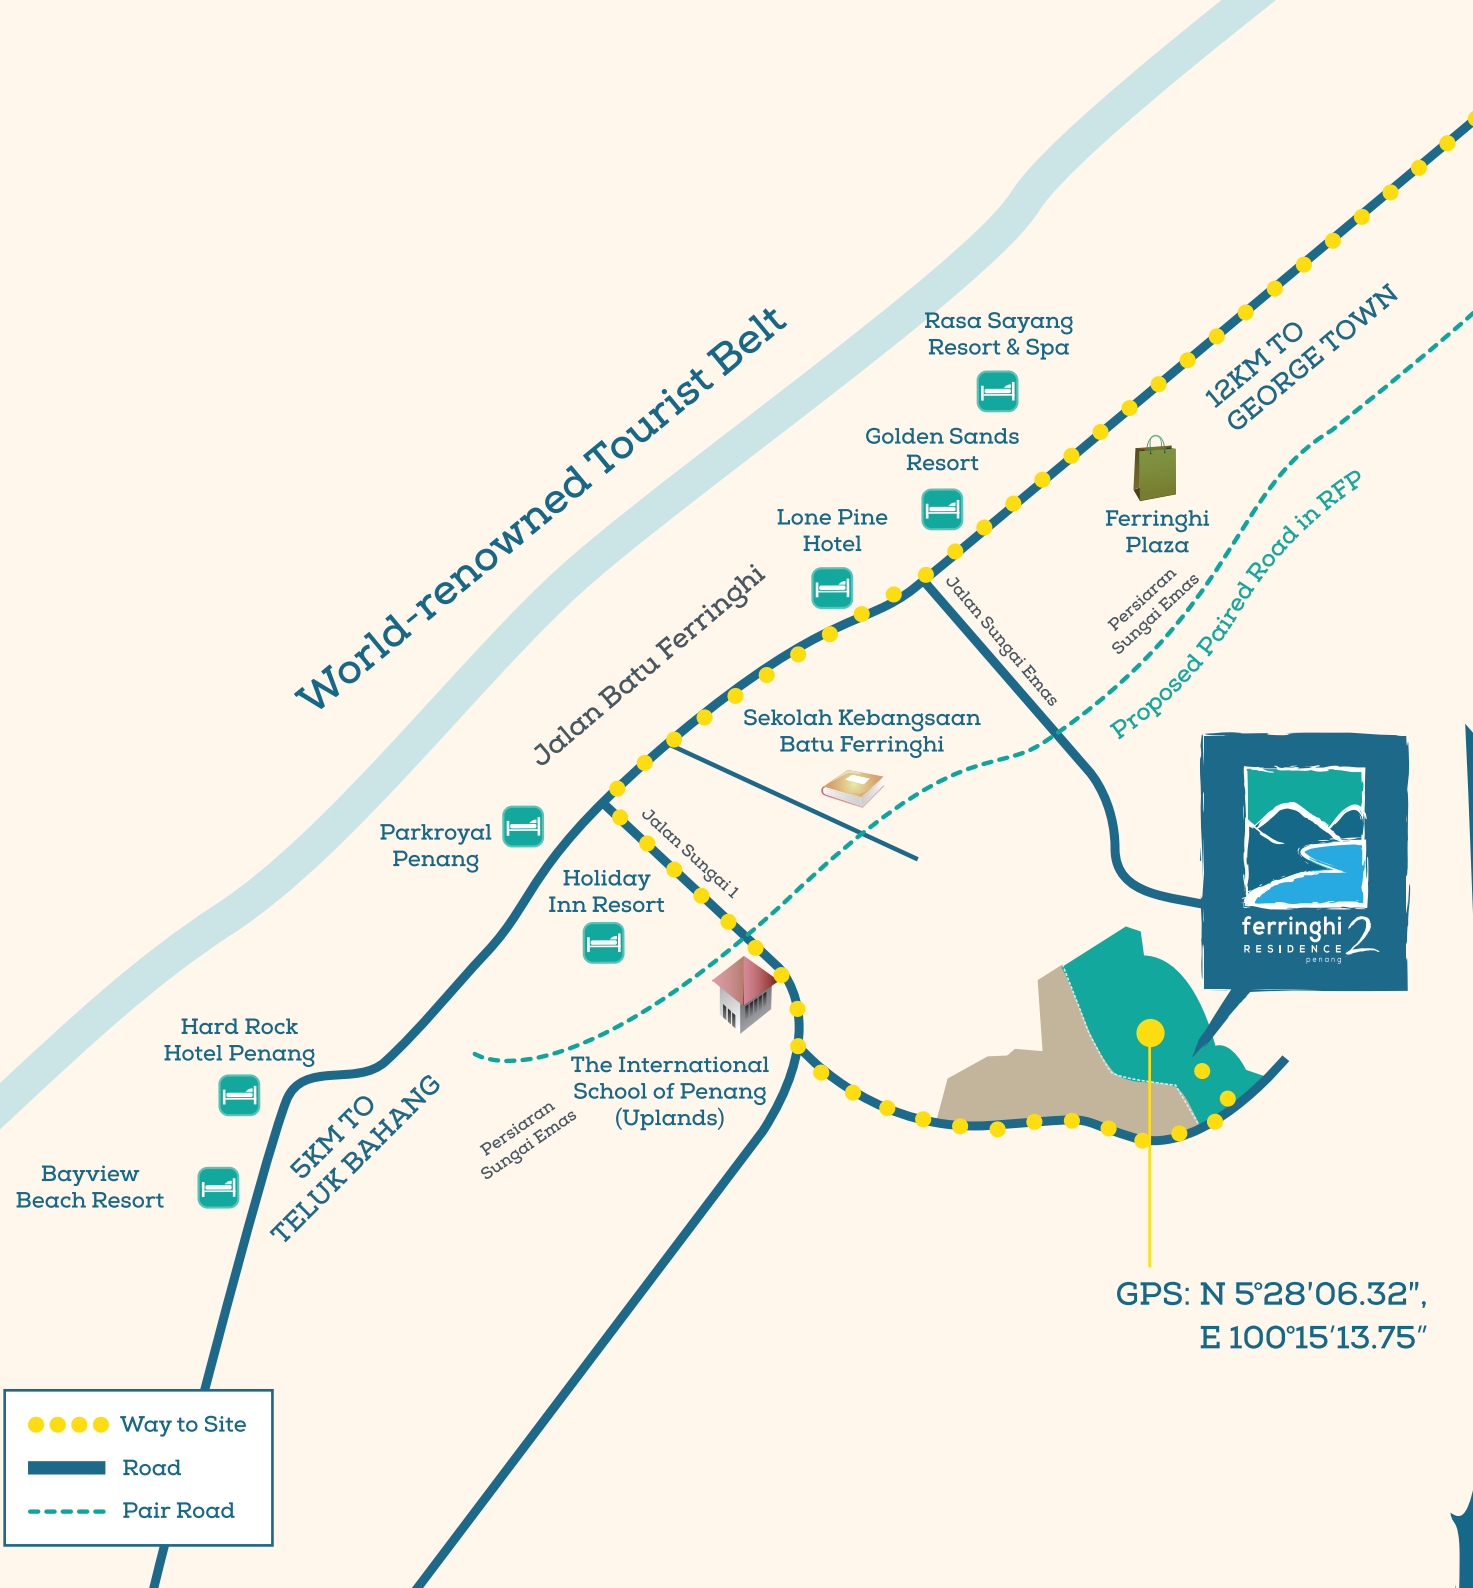 World-renowned Tourist Belt
Rasa Sayang
Resort & Spa
Golden Sands
Resort
Lone Pine
Hotel
12KM TO
GEORGE TOWN
Ferringhi
Plaza
Persiaran
Sungai Emas
Proposed Paired Road in RFP
Jalan Batu Ferringhi
Jalan Sungai Emas
Sekolah Kebangsaan
Batu Ferringhi
Parkroyal
Penang
Jalan Sungai 1
Holiday
Inn Resort
ferringhi 2
RESIDENCE
penang
Hard Rock
Hotel Penang
The International
School of Penang
(Uplands)
5KM TO
TELUK BAHANG
Persiaran
Sungai Emas
Bayview
Beach Resort
GPS: N 5°28'06.32",
E 100°15'13.75"
Way to Site
Road
Pair Road